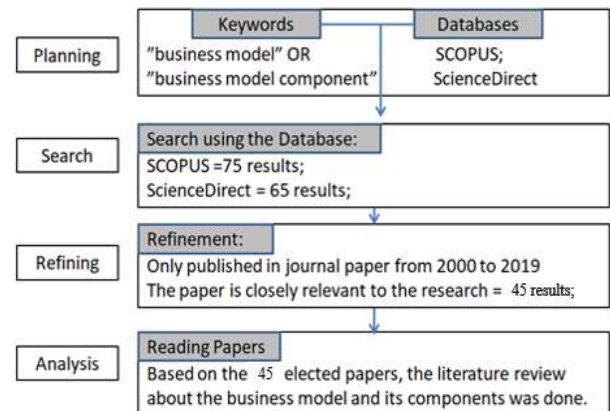 Planning
Keywords
Databases
"business model" OR
"business model component"
SCOPUS;
ScienceDirect
Search
Search using the Database:
SCOPUS =75 results;
ScienceDirect = 65 results;
Refining
Refinement:
Only published in journal paper from 2000 to 2019
The paper is closely relevant to the research = 45 results;
Analysis
Reading Papers
Based on the 45 elected papers, the literature review
about the business model and its components was done.